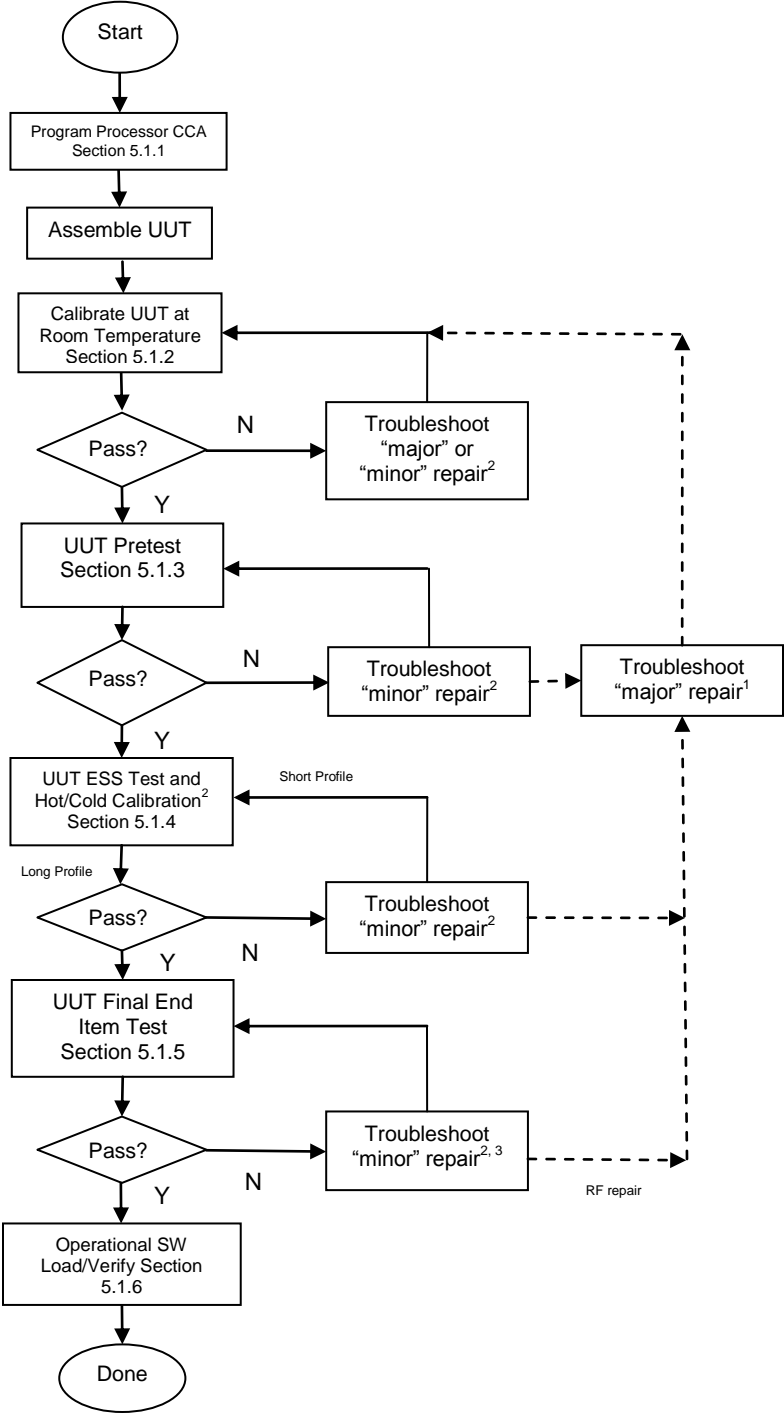 Start
Program Processor CCA
Section 5.1.1
Assemble UUT
Calibrate UUT at
Room Temperature
Section 5.1.2
Pass?
N
Troubleshoot
“major” or
“minor” repair²
Y
UUT Pretest
Section 5.1.3
Pass?
N
Troubleshoot
“minor” repair²
Troubleshoot
“major” repair¹
Y
UUT ESS Test and
Hot/Cold Calibration²
Section 5.1.4
Short Profile
Long Profile
Pass?
N
Troubleshoot
“minor” repair²
Y
UUT Final End
Item Test
Section 5.1.5
Pass?
N
Troubleshoot
“minor” repair²,³
RF repair
Y
Operational SW
Load/Verify Section
5.1.6
Done